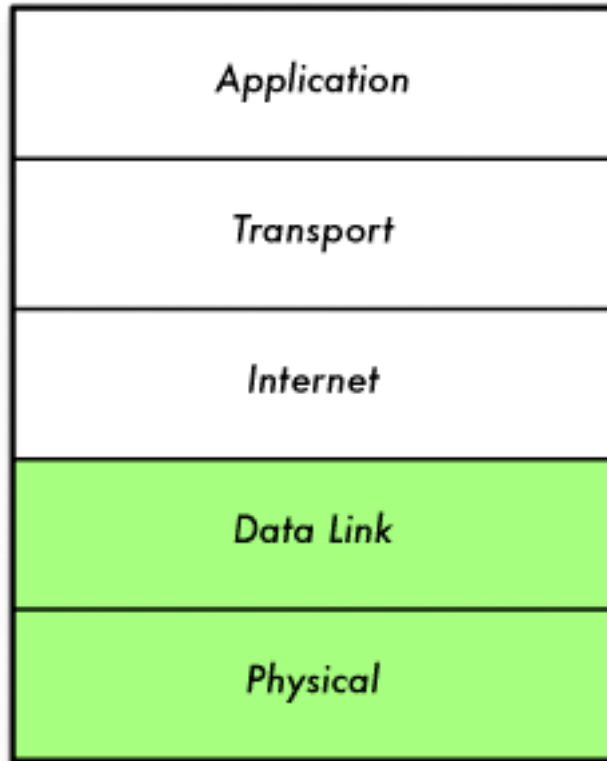 Application
Transport
Internet
Data Link
Physical